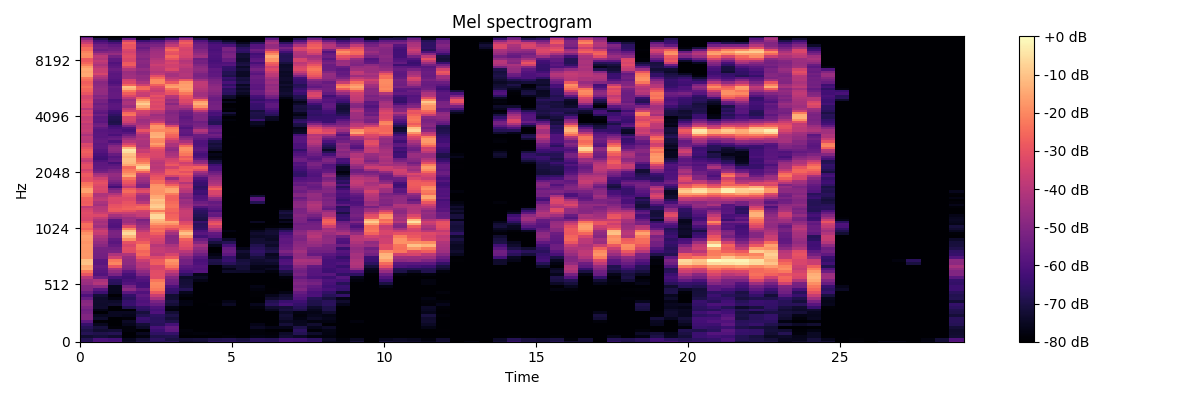 Mel spectrogram
Hz
8192
4096
2048
1024
512
0
0 5 10 15 20 25
Time
+0 dB
-10 dB
-20 dB
-30 dB
-40 dB
-50 dB
-60 dB
-70 dB
-80 dB